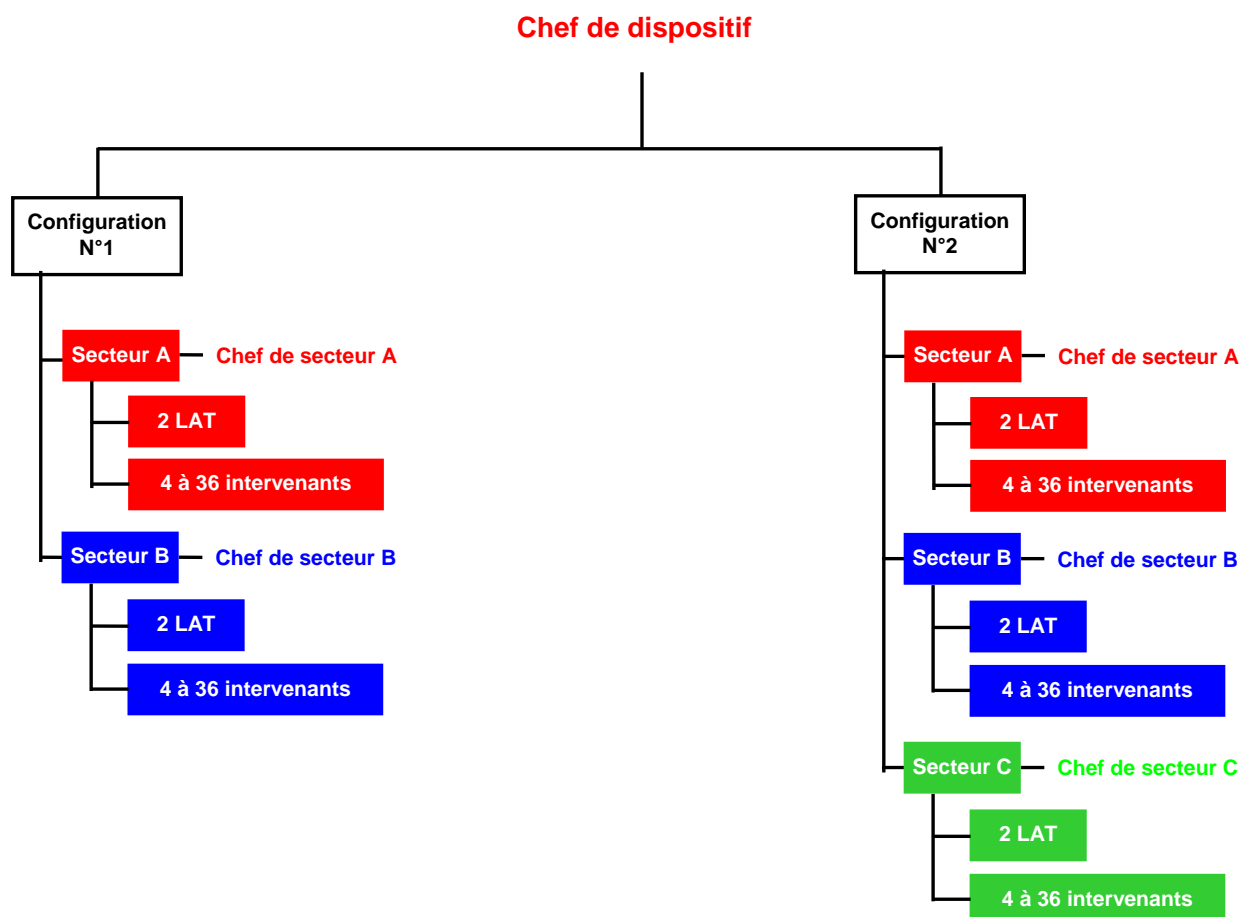 Chef de dispositif
Configuration
N°1
Secteur A
Chef de secteur A
2 LAT
4 à 36 intervenants
Secteur B
Chef de secteur B
2 LAT
4 à 36 intervenants
Configuration
N°2
Secteur A
Chef de secteur A
2 LAT
4 à 36 intervenants
Secteur B
Chef de secteur B
2 LAT
4 à 36 intervenants
Secteur C
Chef de secteur C
2 LAT
4 à 36 intervenants